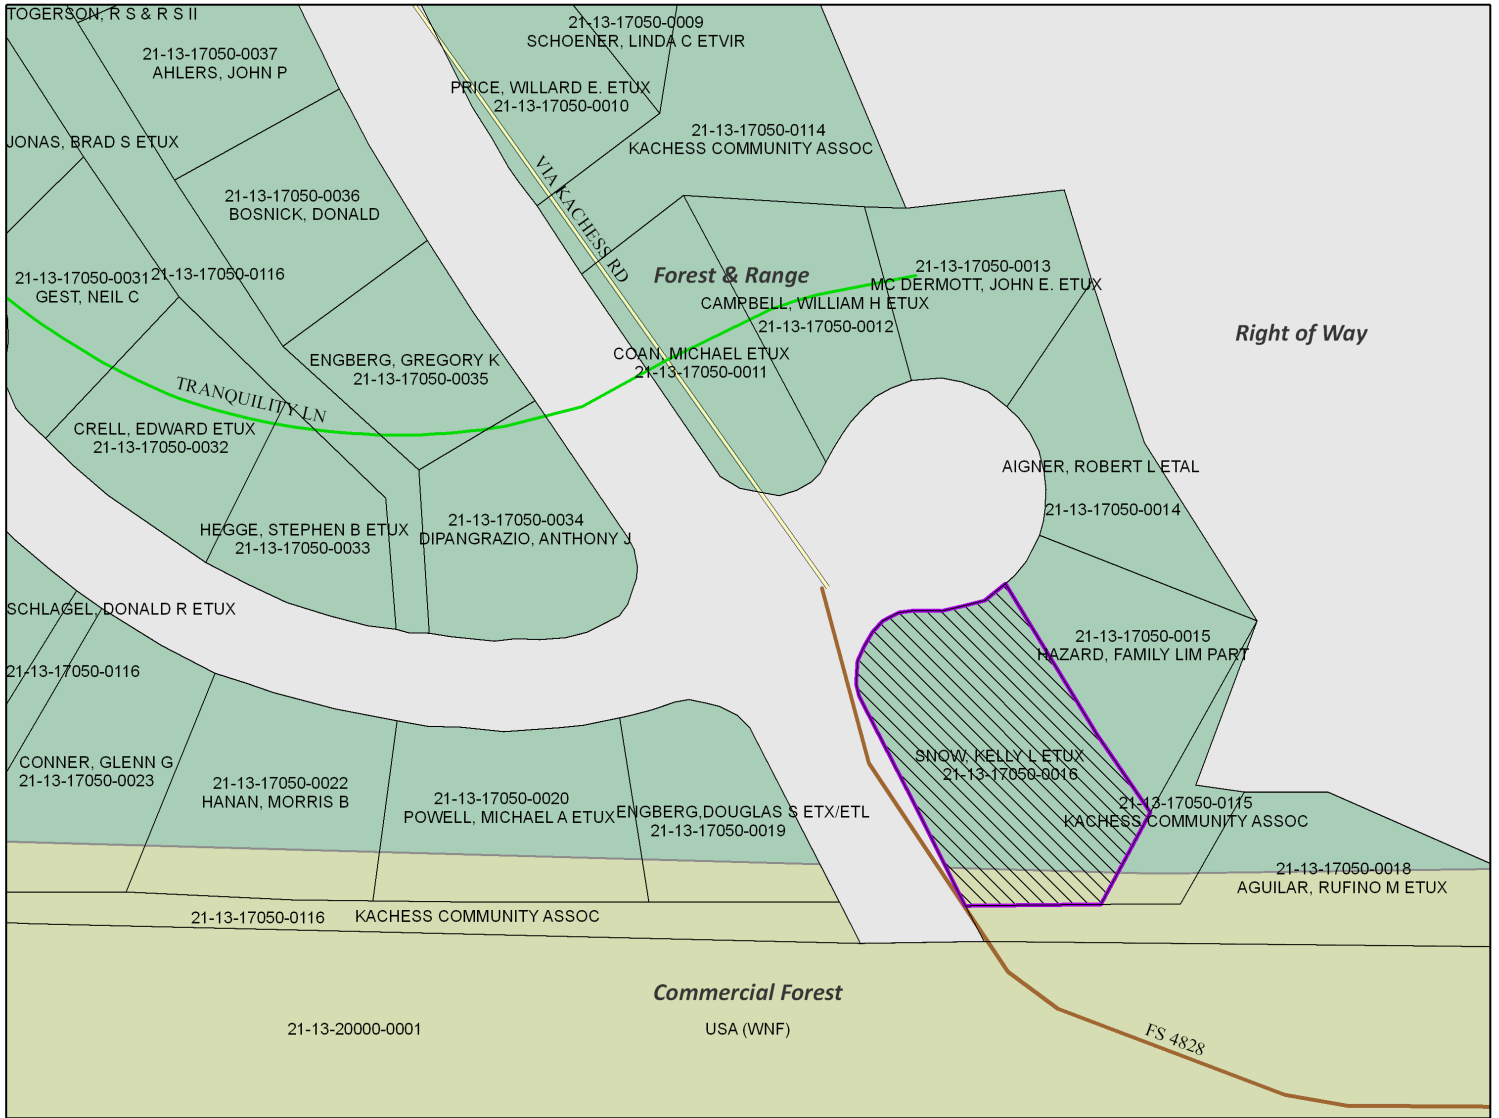 TOGERSON, R S & R S II
21-13-17050-0009
SCHOENER, LINDA C ETVIR
21-13-17050-0037
AHLERS, JOHN P
PRICE, WILLARD E. ETUX
21-13-17050-0010
21-13-17050-0114
KACHESS COMMUNITY ASSOC
JONAS, BRAD S ETUX
VIA KACHESS RD
21-13-17050-0036
BOSNICK, DONALD
21-13-17050-0031
GEST, NEIL C
21-13-17050-0116
Forest & Range
21-13-17050-0013
MC DERMOTT, JOHN E. ETUX
CAMPBELL, WILLIAM H ETUX
21-13-17050-0012
Right of Way
ENGBERG, GREGORY K
21-13-17050-0035
COAN, MICHAEL ETUX
21-13-17050-0011
TRANQUILITY LN
CRELL, EDWARD ETUX
21-13-17050-0032
AIGNER, ROBERT L ETAL
21-13-17050-0014
HEGGE, STEPHEN B ETUX
21-13-17050-0033
21-13-17050-0034
DIPANGRAZIO, ANTHONY J
SCHLAGEL, DONALD R ETUX
21-13-17050-0015
HAZARD, FAMILY LIM PART
21-13-17050-0116
CONNER, GLENN G
21-13-17050-0023
21-13-17050-0022
HANAN, MORRIS B
21-13-17050-0020
POWELL, MICHAEL A ETUX
ENGBERG,DOUGLAS S ETX/ETL
21-13-17050-0019
SNOW, KELLY L ETUX
21-13-17050-0016
21-13-17050-0115
KACHESS COMMUNITY ASSOC
21-13-17050-0018
AGUILAR, RUFINO M ETUX
21-13-17050-0116 KACHESS COMMUNITY ASSOC
Commercial Forest
21-13-20000-0001 USA (WNF)
FS 4828